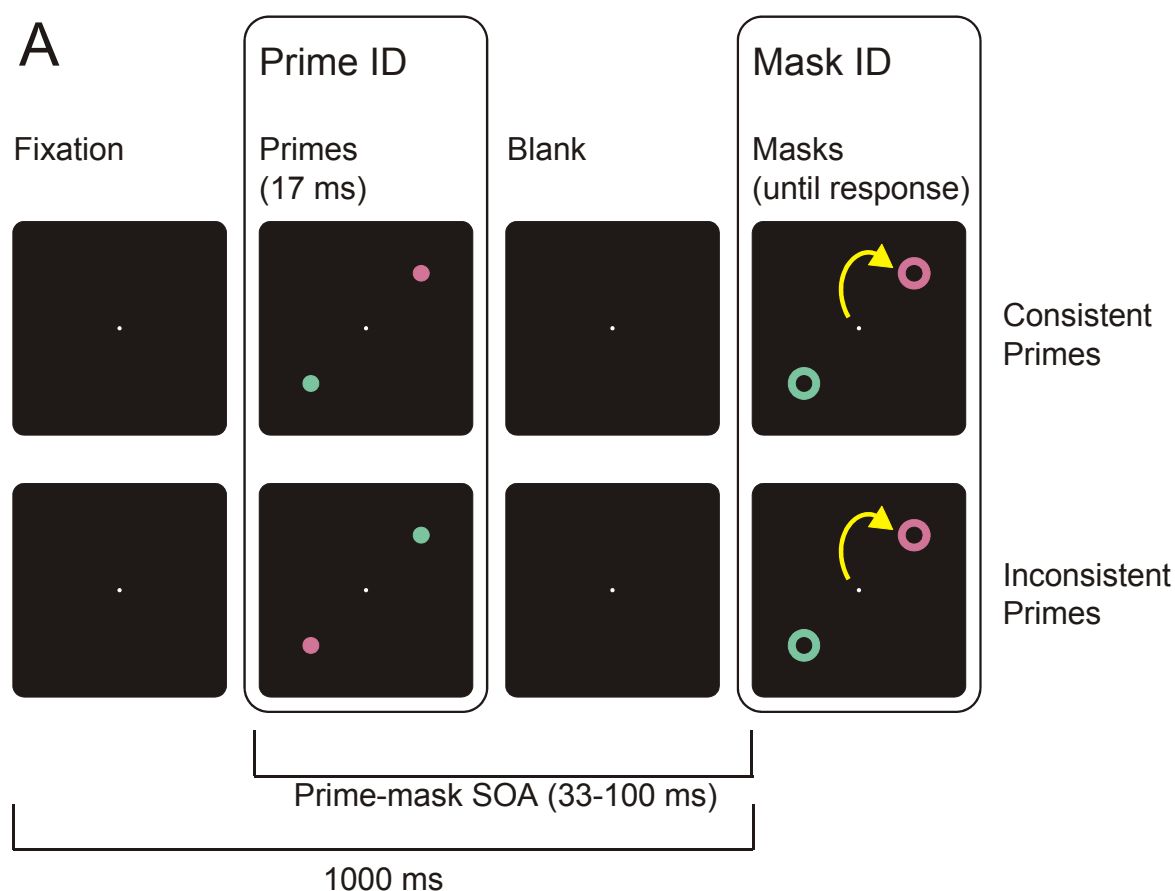 A
Prime ID
Mask ID
Fixation
Primes
(17 ms)
Blank
Masks
(until response)
Consistent
Primes
Inconsistent
Primes
Prime-mask SOA (33-100 ms)
1000 ms